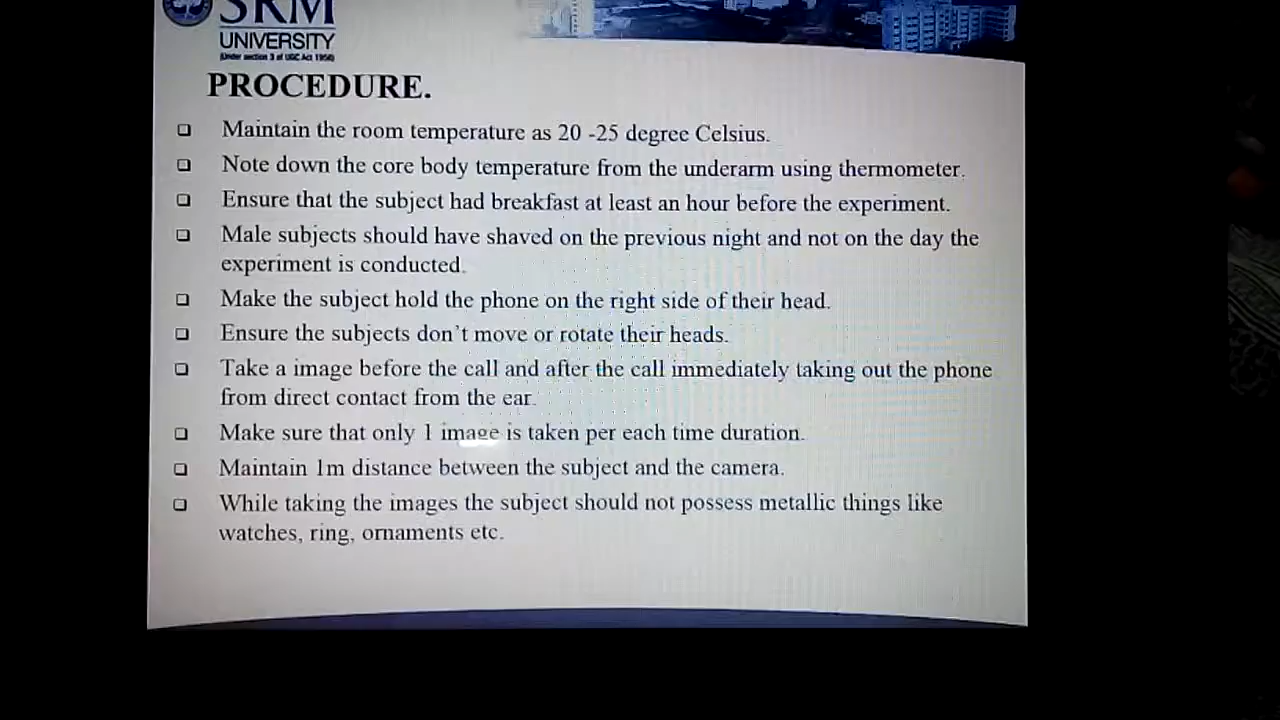 SRM
UNIVERSITY
(Under section 3 of UGC Act 1956)
PROCEDURE.
❑ Maintain the room temperature as 20 -25 degree Celsius.
❑ Note down the core body temperature from the underarm using thermometer.
❑ Ensure that the subject had breakfast at least an hour before the experiment.
❑ Male subjects should have shaved on the previous night and not on the day the
experiment is conducted.
❑ Make the subject hold the phone on the right side of their head.
❑ Ensure the subjects don’t move or rotate their heads.
❑ Take a image before the call and after the call immediately taking out the phone
from direct contact from the ear.
❑ Make sure that only 1 image is taken per each time duration.
❑ Maintain 1m distance between the subject and the camera.
❑ While taking the images the subject should not possess metallic things like
watches, ring, ornaments etc.